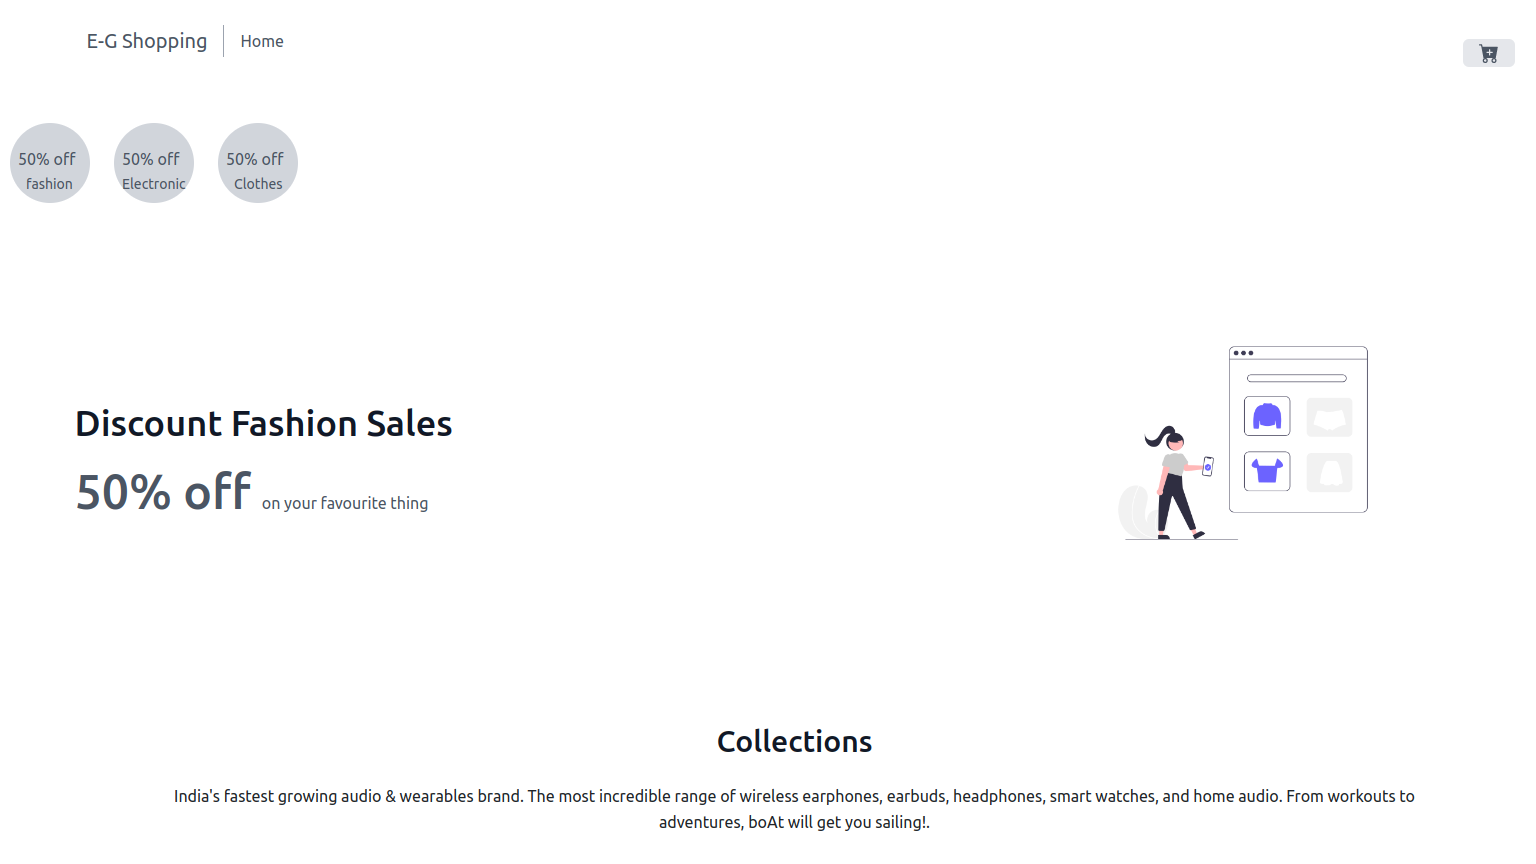 E-G Shopping
Home
50% off
fashion
50% off
Electronic
50% off
Clothes
Discount Fashion Sales
50% off on your favourite thing
Collections
India's fastest growing audio & wearables brand. The most incredible range of wireless earphones, earbuds, headphones, smart watches, and home audio. From workouts to
adventures, boAt will get you sailing!.